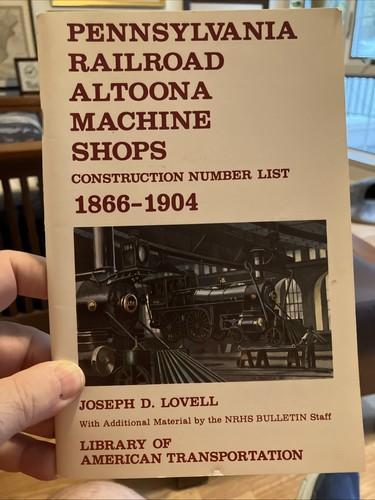 PENNSYLVANIA
RAILROAD
ALTOONA
MACHINE
SHOPS
CONSTRUCTION NUMBER LIST
1866-1904
JOSEPH D. LOVELL
With Additional Material by the NRHS BULLETIN Staff
LIBRARY OF
AMERICAN TRANSPORTATION